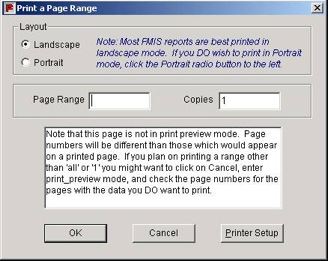 Print a Page Range
Layout
Landscape
Portrait
Note: Most FMIS reports are best printed in
landscape mode. If you DO wish to print in Portrait
mode, click the Portrait radio button to the left.
Page Range
Copies 1
Note that this page is not in print preview mode. Page
numbers will be different than those which would appear
on a printed page. If you plan on printing a range other
than 'all' or '1' you might want to click on Cancel, enter
print_preview mode, and check the page numbers for the
pages with the data you DO want to print.
OK Cancel Printer Setup